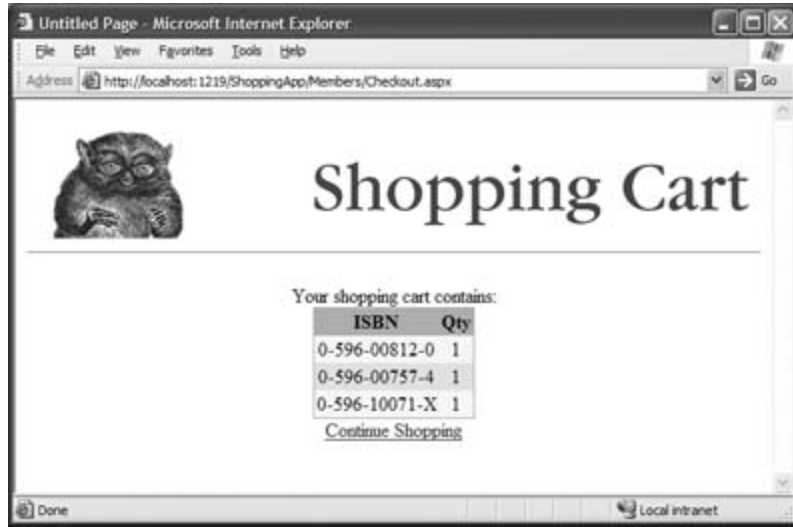 Untitled Page - Microsoft Internet Explorer
File Edit View Favorites Tools Help
Address http://localhost:1219/ShoppingApp/Members/Checkout.aspx Go
Shopping Cart
Your shopping cart contains:
ISBN Qty
0-596-00812-0 1
0-596-00757-4 1
0-596-10071-X 1
Continue Shopping
Done Local intranet